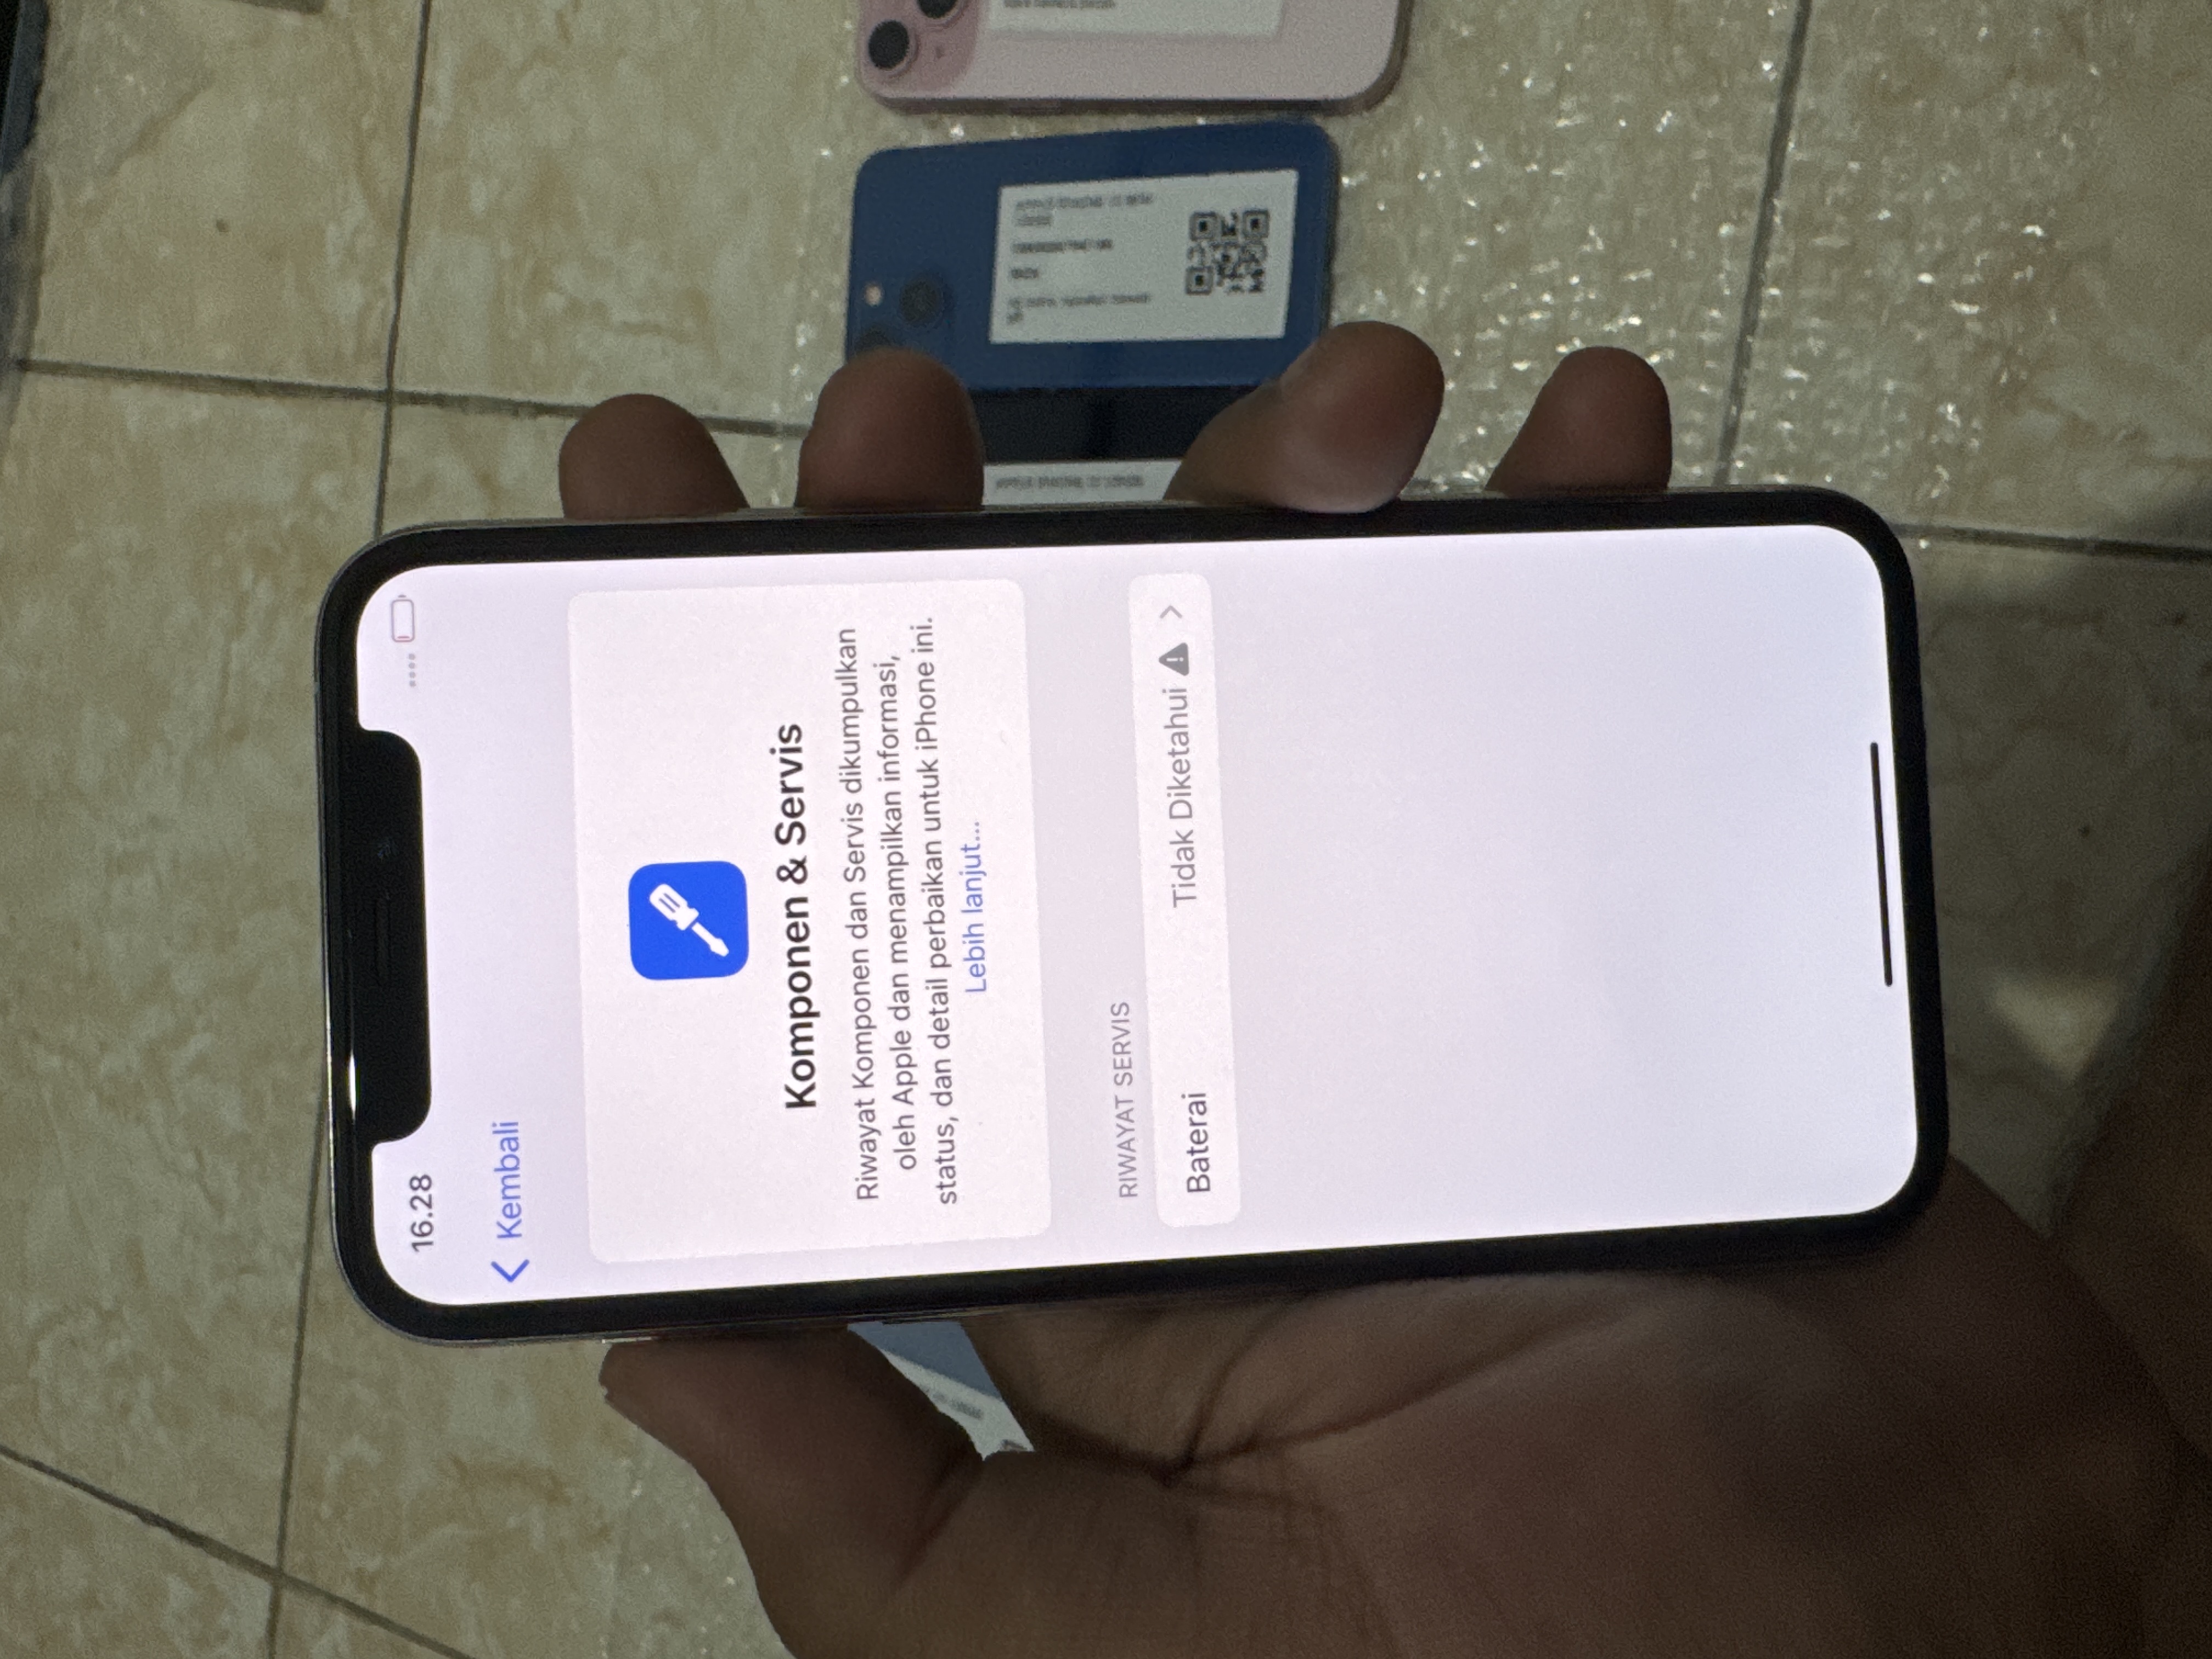 16.28
Kembali
Komponen & Servis
Riwayat Komponen dan Servis dikumpulkan
oleh Apple dan menampilkan informasi,
status, dan detail perbaikan untuk iPhone ini.
Lebih lanjut...
RIWAYAT SERVIS
Baterai Tidak Diketahui